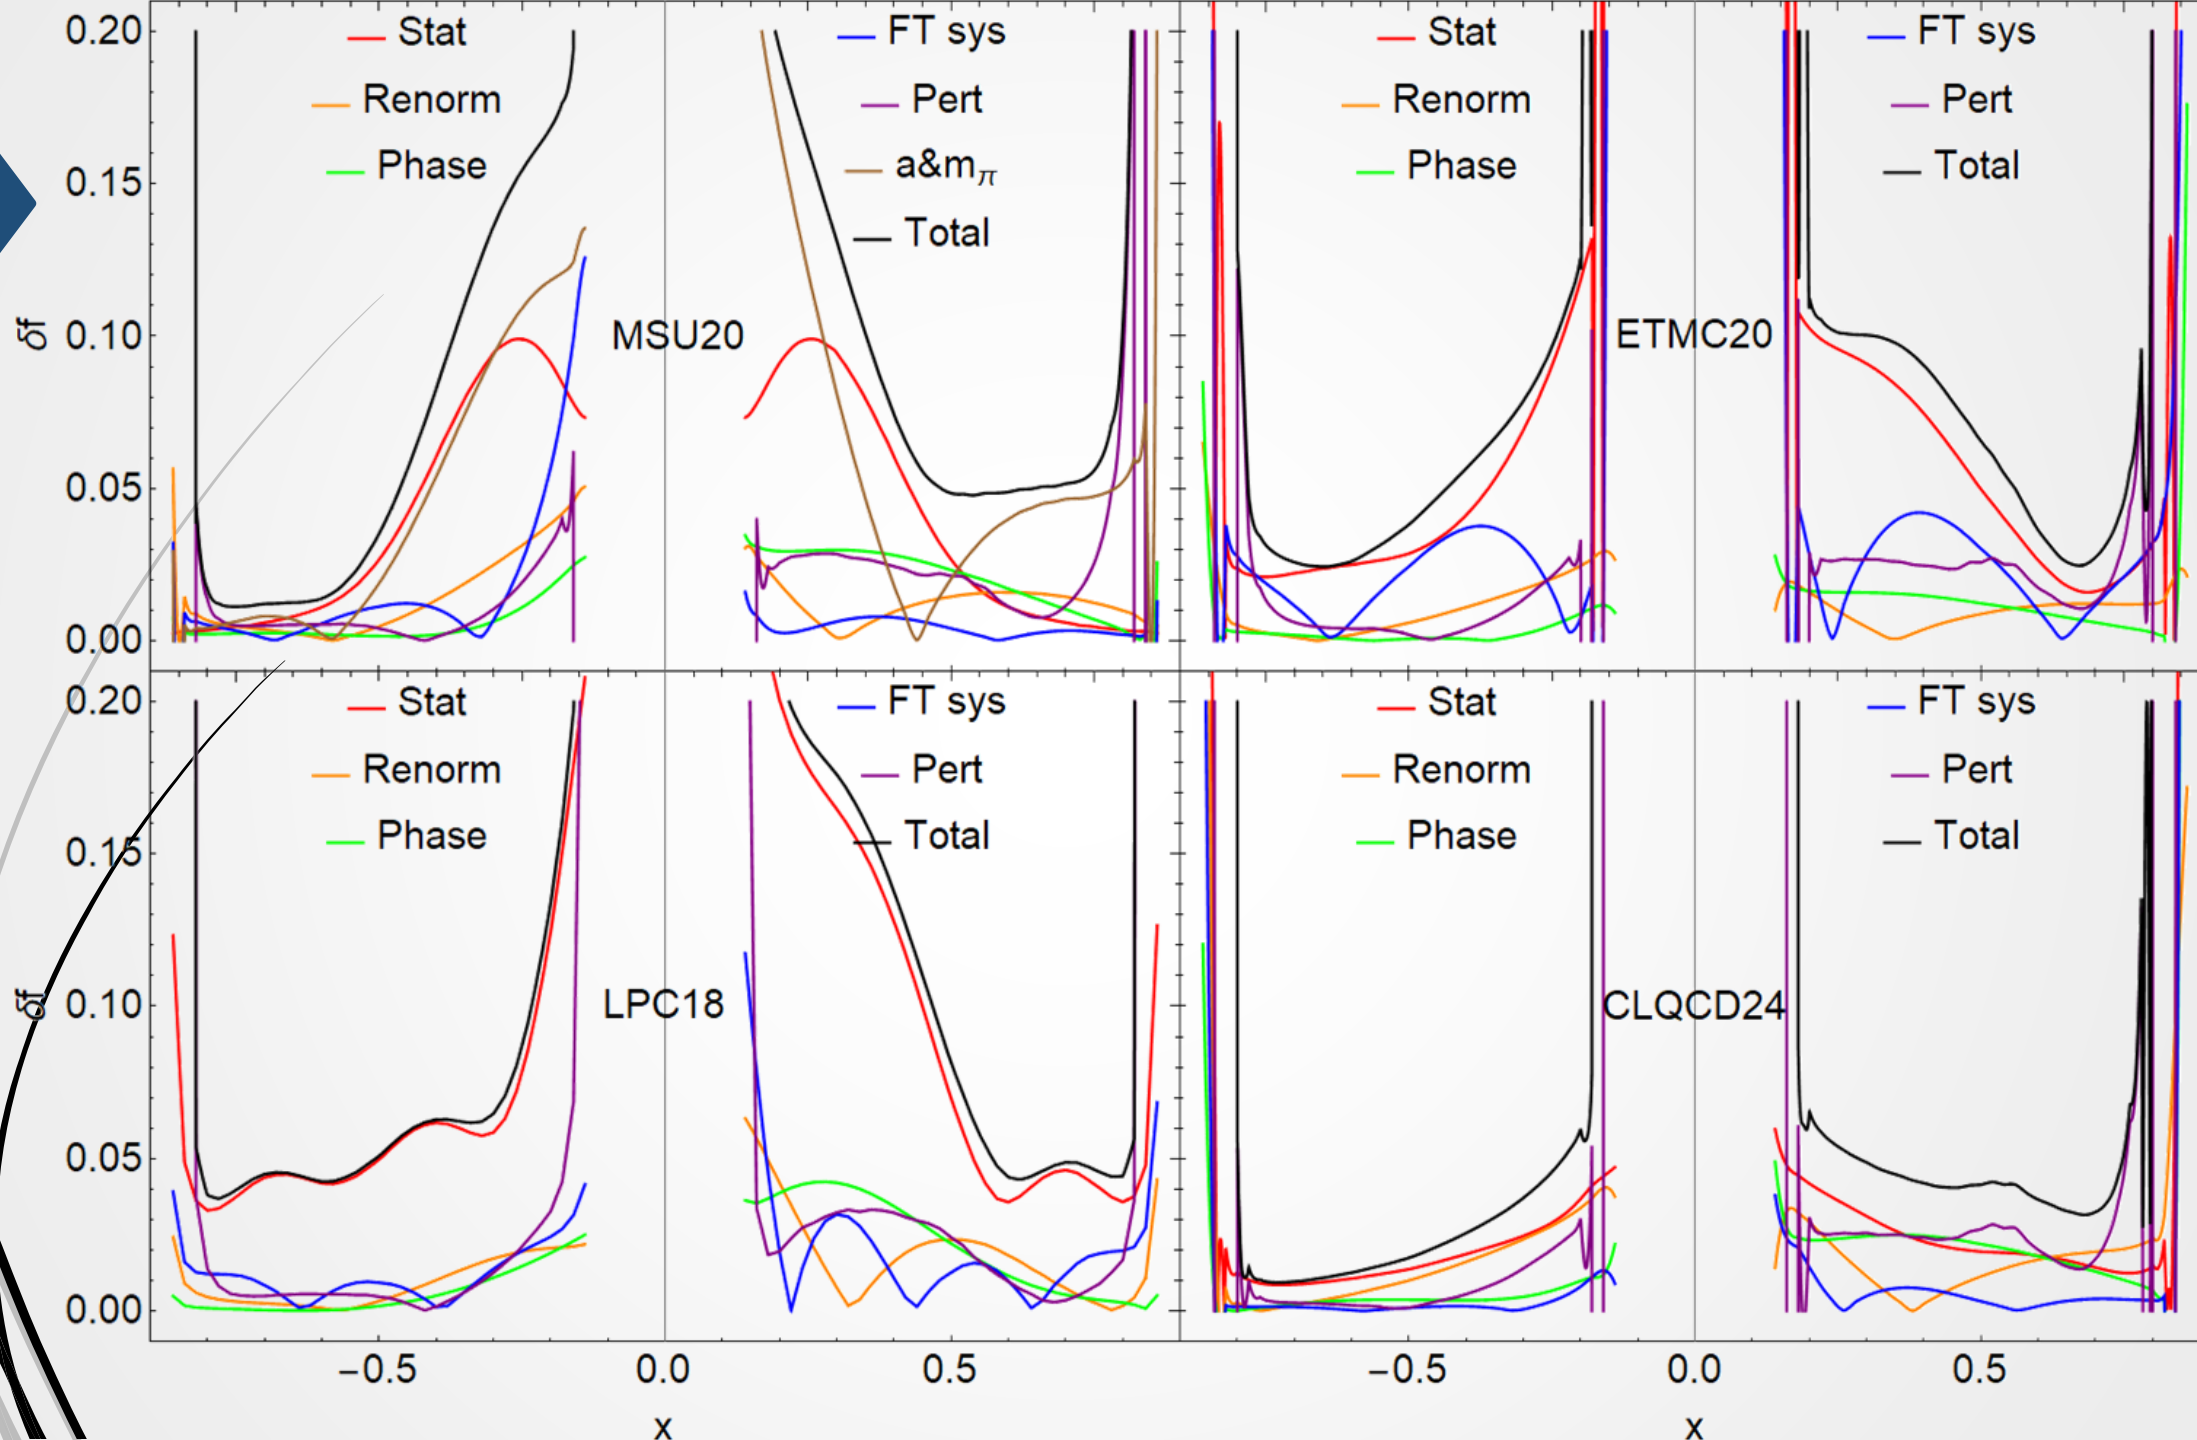 0.20
0.15
0.10
0.05
0.00
δf
Stat
Renorm
Phase
FT sys
Pert
a&mπ
Total
MSU20
Stat
Renorm
Phase
FT sys
Pert
Total
ETMC20
0.20
0.15
0.10
0.05
0.00
δf
Stat
Renorm
Phase
FT sys
Pert
Total
LPC18
Stat
Renorm
Phase
FT sys
Pert
Total
CLQCD24
−0.5 0.0 0.5 −0.5 0.0 0.5
x x